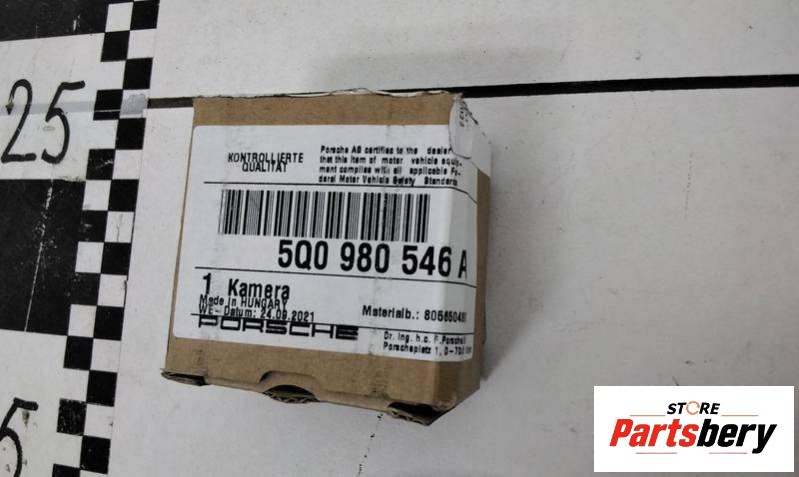 25
KONTROLLIERTE
QUALITÄT
Porsche AG certifies to the dealer
that this item of motor vehicle equip-
ment complies with all applicable Fe-
deral Motor Vehicle Safety Standards
5Q0 980 546 A
1 Kamera
Made in HUNGARY
WE- Datum: 24.09.2021
Materialb.:
PORSCHE
Dr. Ing. h.c. F.Porsche
Porscheplatz 1, D-
5
STORE
Partsbery